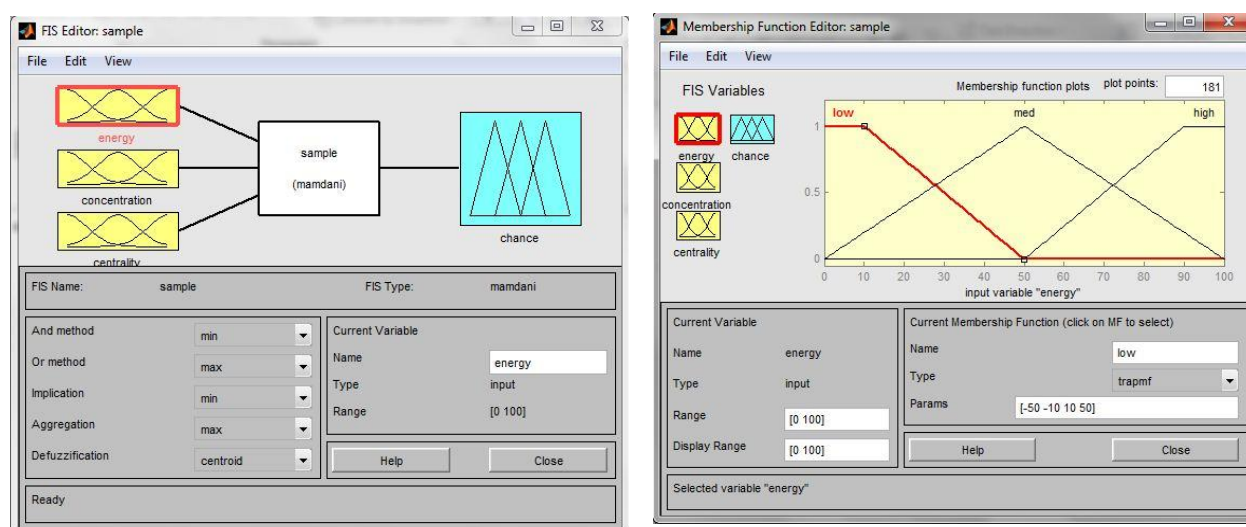 FIS Editor: sample
File Edit View
energy
concentration
centrality
sample
(mamdani)
chance
FIS Name: sample FIS Type: mamdani
And method min
Or method max
Implication min
Aggregation max
Defuzzification centroid
Current Variable
Name energy
Type input
Range [0 100]
Help Close
Ready
Membership Function Editor: sample
File Edit View
FIS Variables
energy chance
concentration
centrality
Membership function plots plot points: 181
low med high
1
0.5
0
0 10 20 30 40 50 60 70 80 90 100
input variable "energy"
Current Variable
Name energy
Type input
Range [0 100]
Display Range [0 100]
Current Membership Function (click on MF to select)
Name low
Type trapmf
Params [-50 -10 10 50]
Help Close
Selected variable "energy"